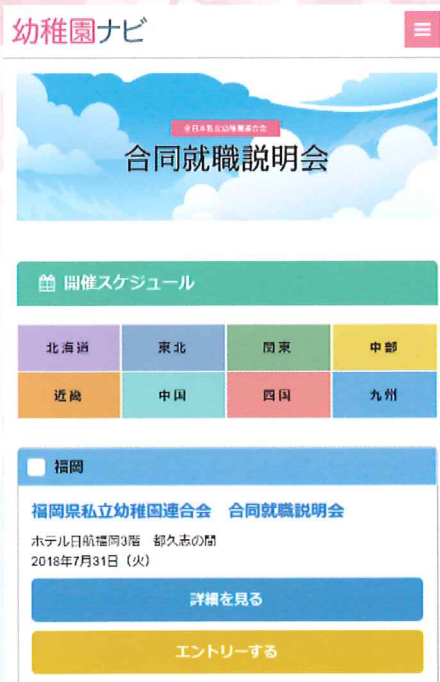 幼稚園ナビ
全日本私立幼稚園連合会
合同就職説明会
開催スケジュール
北海道 東北 関東 中部
近畿 中国 四国 九州
福岡
福岡県私立幼稚園連合会 合同就職説明会
ホテル日航福岡3階 都久志の間
2018年7月31日（火）
詳細を見る
エントリーする